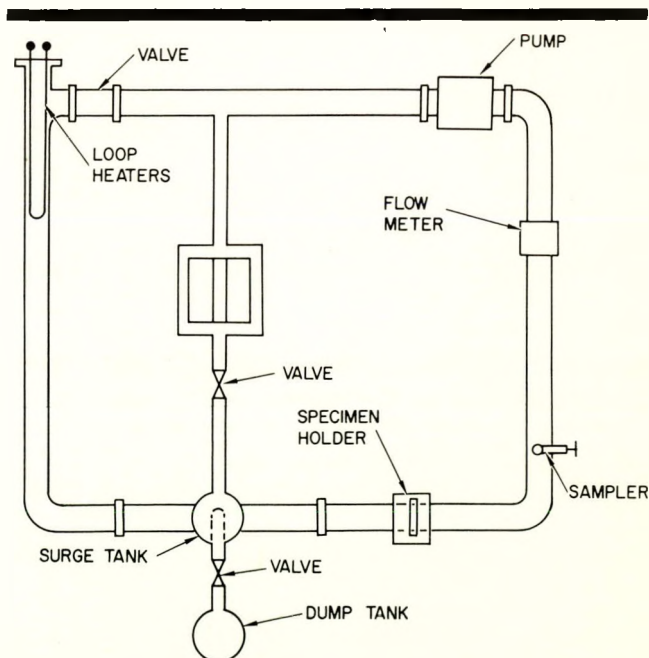 PUMP
VALVE
LOOP
HEATERS
FLOW
METER
VALVE
SPECIMEN
HOLDER
SAMPLER
SURGE TANK
VALVE
DUMP TANK